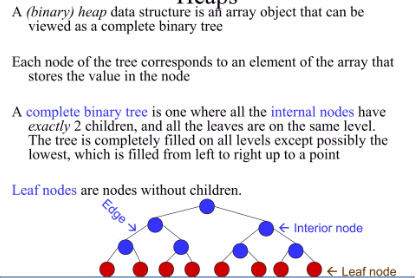 Heaps
A (binary) heap data structure is an array object that can be
viewed as a complete binary tree
Each node of the tree corresponds to an element of the array that
stores the value in the node
A complete binary tree is one where all the internal nodes have
exactly 2 children, and all the leaves are on the same level.
The tree is completely filled on all levels except possibly the
lowest, which is filled from left to right up to a point
Leaf nodes are nodes without children.
Edge →
← Interior node
← Leaf node